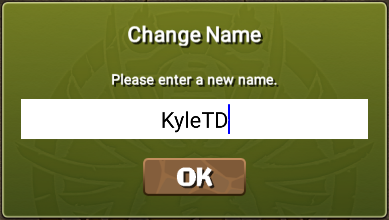 Change Name
Please enter a new name.
KyleTD
OK